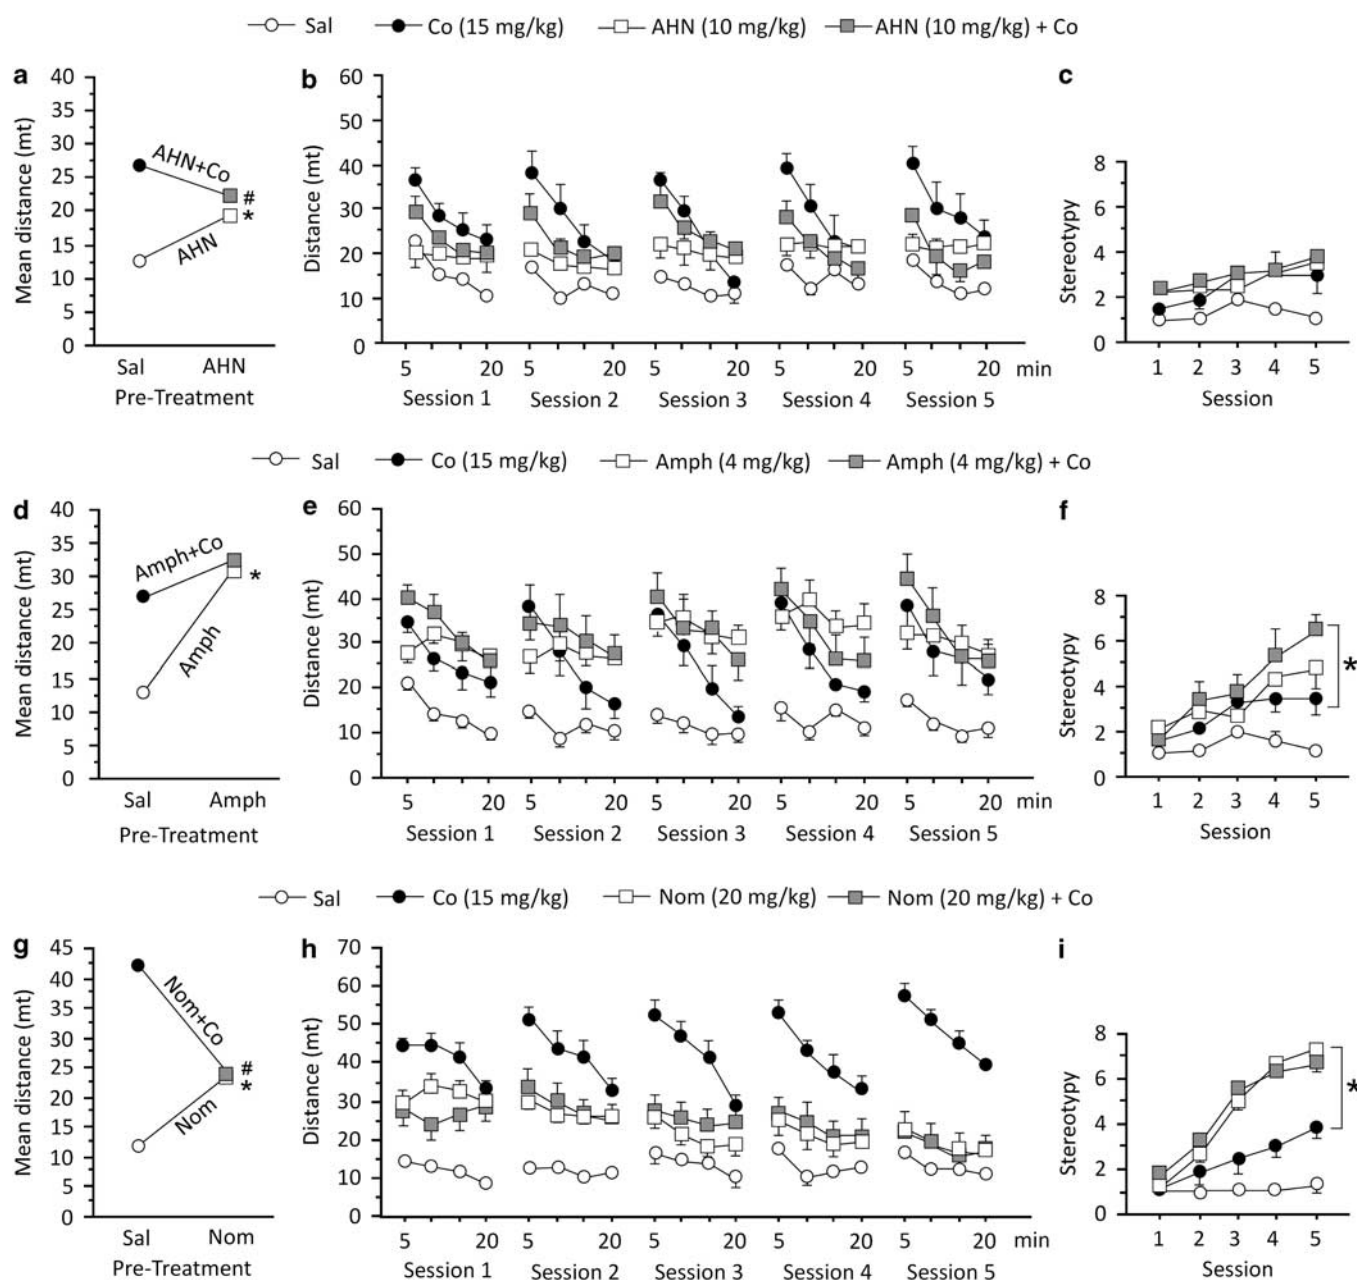 Sal Co (15 mg/kg) AHN (10 mg/kg) AHN (10 mg/kg) + Co
a
Mean distance (mt)
40
35
30
25
20
15
10
5
0
AHN+Co
#
*
AHN
Sal AHN
Pre-Treatment
b
Distance (mt)
60
50
40
30
20
10
0
5 20 5 20 5 20 5 20 5 20 min
Session 1 Session 2 Session 3 Session 4 Session 5
c
Stereotypy
8
6
4
2
0
1 2 3 4 5
Session
Sal Co (15 mg/kg) Amph (4 mg/kg) Amph (4 mg/kg) + Co
d
Mean distance (mt)
40
35
30
25
20
15
10
5
0
Amph+Co
*
Amph
Sal Amph
Pre-Treatment
e
Distance (mt)
60
50
40
30
20
10
0
5 20 5 20 5 20 5 20 5 20 min
Session 1 Session 2 Session 3 Session 4 Session 5
f
Stereotypy
8
6
4
2
0
*
1 2 3 4 5
Session
Sal Co (15 mg/kg) Nom (20 mg/kg) Nom (20 mg/kg) + Co
g
Mean distance (mt)
45
40
35
30
25
20
15
10
5
0
Nom+Co
#
*
Nom
Sal Nom
Pre-Treatment
h
Distance (mt)
70
60
50
40
30
20
10
0
5 20 5 20 5 20 5 20 5 20 min
Session 1 Session 2 Session 3 Session 4 Session 5
i
Stereotypy
8
6
4
2
0
*
1 2 3 4 5
Session